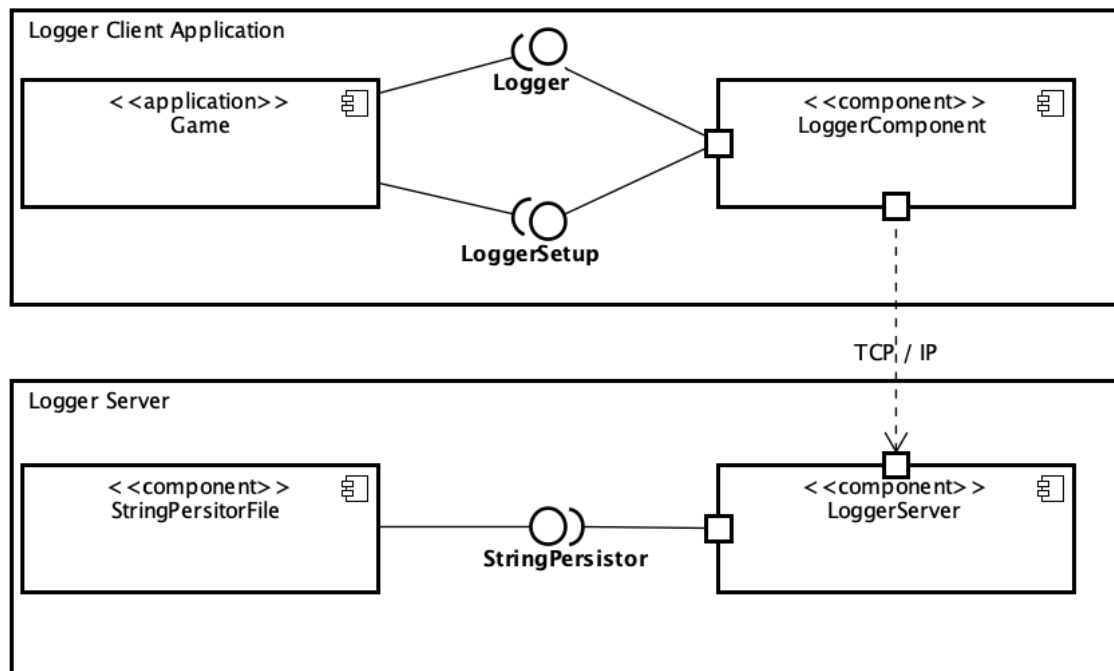 Logger Client Application
<<application>>
Game
Logger
<<component>>
LoggerComponent
LoggerSetup
TCP / IP
Logger Server
<<component>>
StringPersitorFile
StringPersistor
<<component>>
LoggerServer